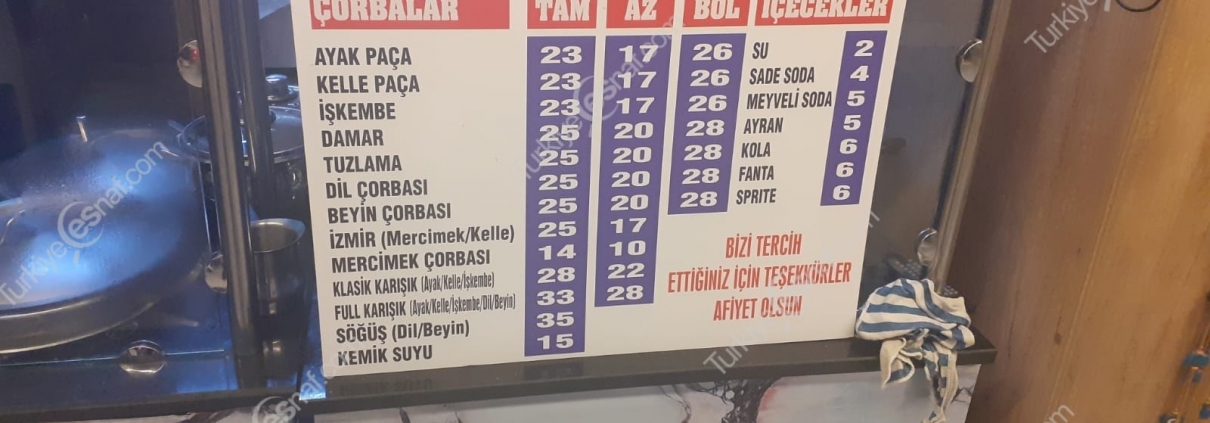 ÇORBALAR TAM AZ BOL İÇECEKLER
AYAK PAÇA 23 17 26 SU 2
KELLE PAÇA 23 17 26 SADE SODA 4
İŞKEMBE 23 17 26 MEYVELİ SODA 5
DAMAR 25 20 28 AYRAN 5
TUZLAMA 25 20 28 KOLA 6
DİL ÇORBASI 25 20 28 FANTA 6
BEYİN ÇORBASI 25 20 28 SPRITE 6
İZMİR (Mercimek/Kelle) 25 17
MERCİMEK ÇORBASI 14 10
KLASİK KARIŞIK (Ayak/Kelle/İşkembe) 28 22
FULL KARIŞIK (Ayak/Kelle/İşkembe/Dil/Beyin) 33 28
SÖĞÜŞ (Dil/Beyin) 35
KEMİK SUYU 15
BİZİ TERCİH
ETTİĞİNİZ İÇİN TEŞEKKÜRLER
AFİYET OLSUN
Turkiyeesnaf.com